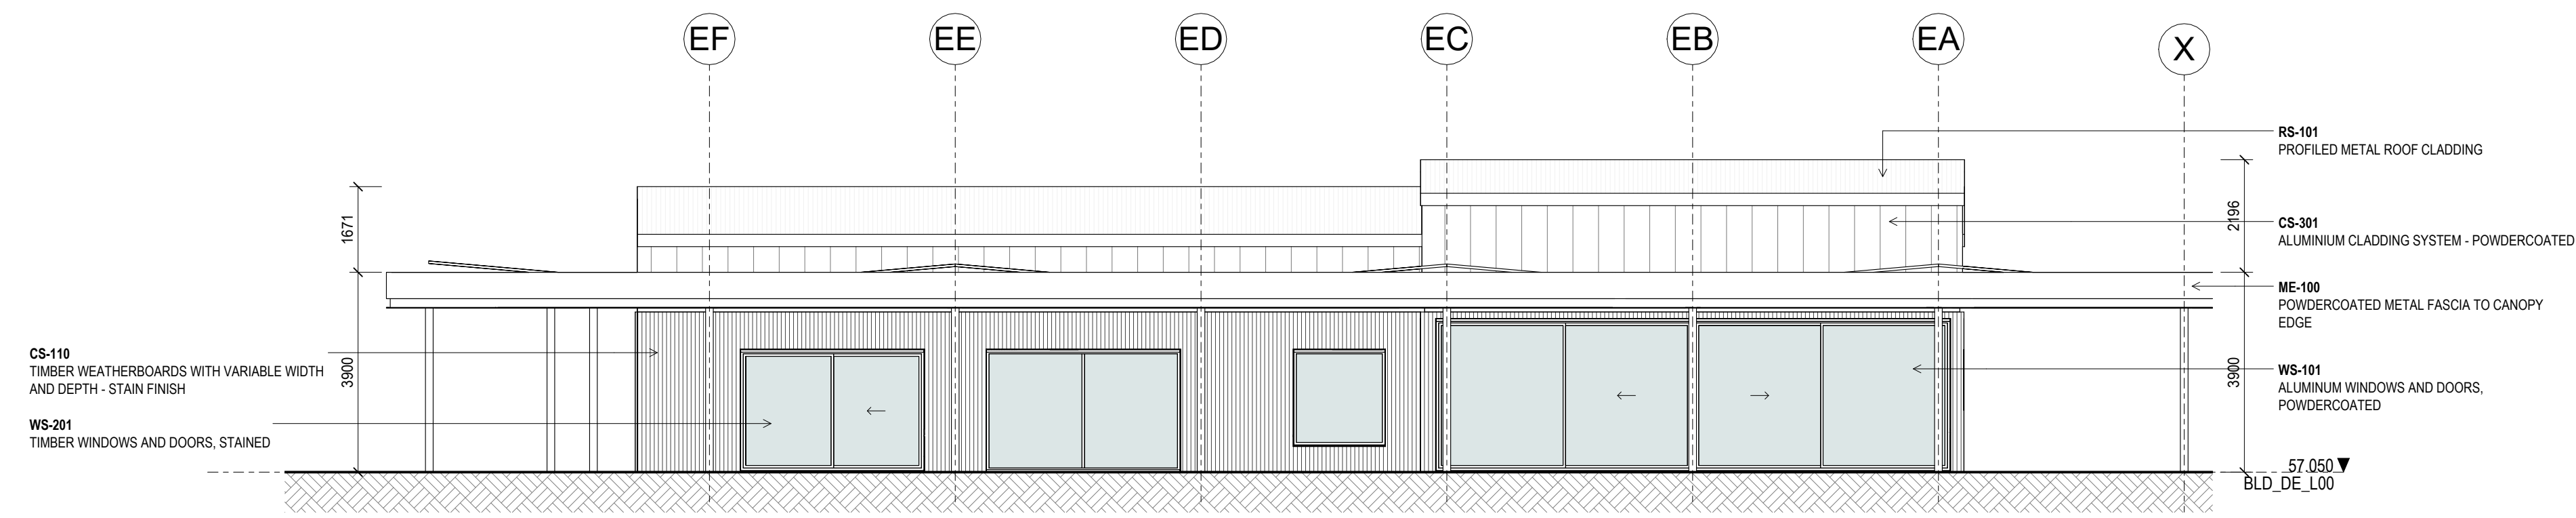 EF
EE
ED
EC
EB
EA
X
RS-101
PROFILED METAL ROOF CLADDING
1671
2196
CS-301
ALUMINIUM CLADDING SYSTEM - POWDERCOATED
ME-100
POWDERCOATED METAL FASCIA TO CANOPY
EDGE
CS-110
TIMBER WEATHERBOARDS WITH VARIABLE WIDTH
AND DEPTH - STAIN FINISH
3900
3900
WS-101
ALUMINUM WINDOWS AND DOORS,
POWDERCOATED
WS-201
TIMBER WINDOWS AND DOORS, STAINED
57.050
BLD_DE_L00